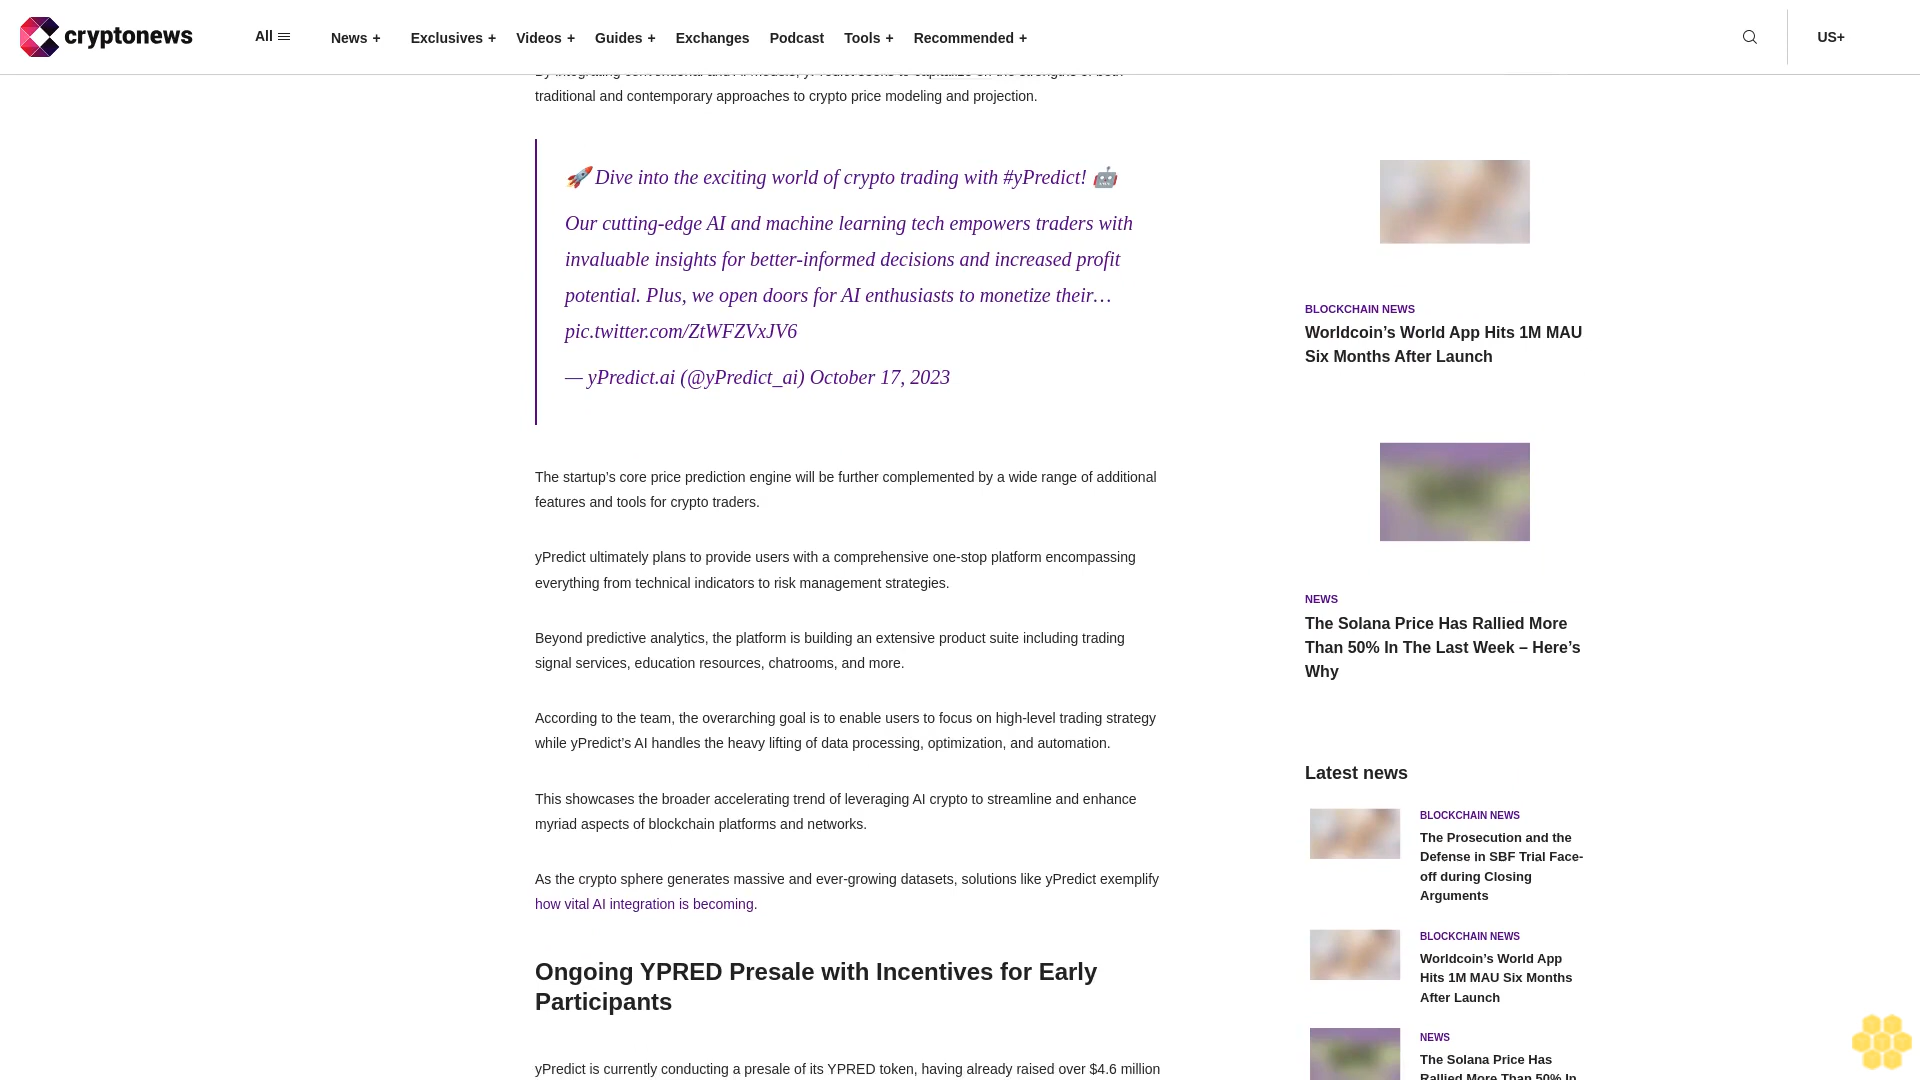 cryptonews
All
News +
Exclusives +
Videos +
Guides +
Exchanges
Podcast
Tools +
Recommended +
US+
traditional and contemporary approaches to crypto price modeling and projection.
🚀 Dive into the exciting world of crypto trading with #yPredict! 🤖
Our cutting-edge AI and machine learning tech empowers traders with
invaluable insights for better-informed decisions and increased profit
potential. Plus, we open doors for AI enthusiasts to monetize their…
pic.twitter.com/ZtWFZVxJV6
— yPredict.ai (@yPredict_ai) October 17, 2023
The startup’s core price prediction engine will be further complemented by a wide range of additional
features and tools for crypto traders.
yPredict ultimately plans to provide users with a comprehensive one-stop platform encompassing
everything from technical indicators to risk management strategies.
Beyond predictive analytics, the platform is building an extensive product suite including trading
signal services, education resources, chatrooms, and more.
According to the team, the overarching goal is to enable users to focus on high-level trading strategy
while yPredict’s AI handles the heavy lifting of data processing, optimization, and automation.
This showcases the broader accelerating trend of leveraging AI crypto to streamline and enhance
myriad aspects of blockchain platforms and networks.
As the crypto sphere generates massive and ever-growing datasets, solutions like yPredict exemplify
how vital AI integration is becoming.
Ongoing YPRED Presale with Incentives for Early
Participants
yPredict is currently conducting a presale of its YPRED token, having already raised over $4.6 million
BLOCKCHAIN NEWS
Worldcoin’s World App Hits 1M MAU
Six Months After Launch
NEWS
The Solana Price Has Rallied More
Than 50% In The Last Week – Here’s
Why
Latest news
BLOCKCHAIN NEWS
The Prosecution and the
Defense in SBF Trial Face-
off during Closing
Arguments
BLOCKCHAIN NEWS
Worldcoin’s World App
Hits 1M MAU Six Months
After Launch
NEWS
The Solana Price Has
Rallied More Than 50% In